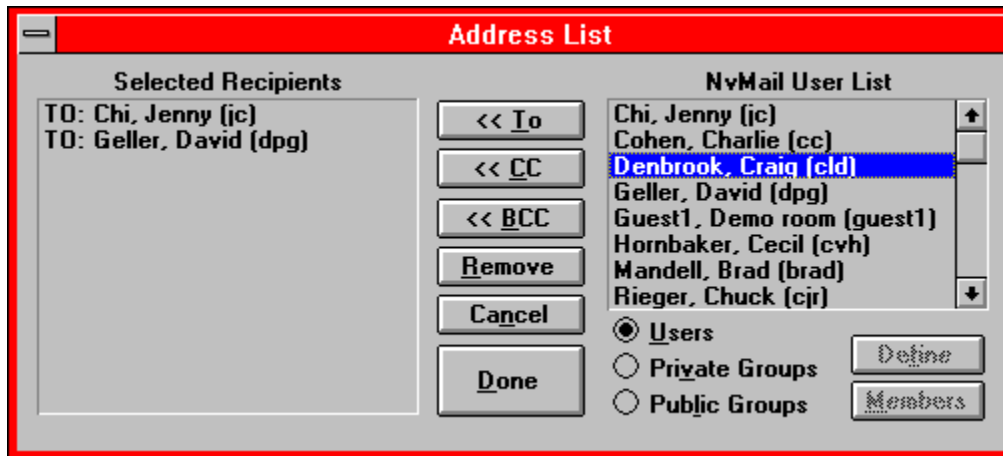 Address List
Selected Recipients
TO: Chi, Jenny (jc)
TO: Geller, David (dpg)
<< To
<< CC
<< BCC
Remove
Cancel
Done
NvMail User List
Chi, Jenny (jc)
Cohen, Charlie (cc)
Denbrook, Craig (cld)
Geller, David (dpg)
Guest1, Demo room (guest1)
Hornbaker, Cecil (cvh)
Mandell, Brad (brad)
Rieger, Chuck (cjr)
Users
Private Groups
Public Groups
Define
Members